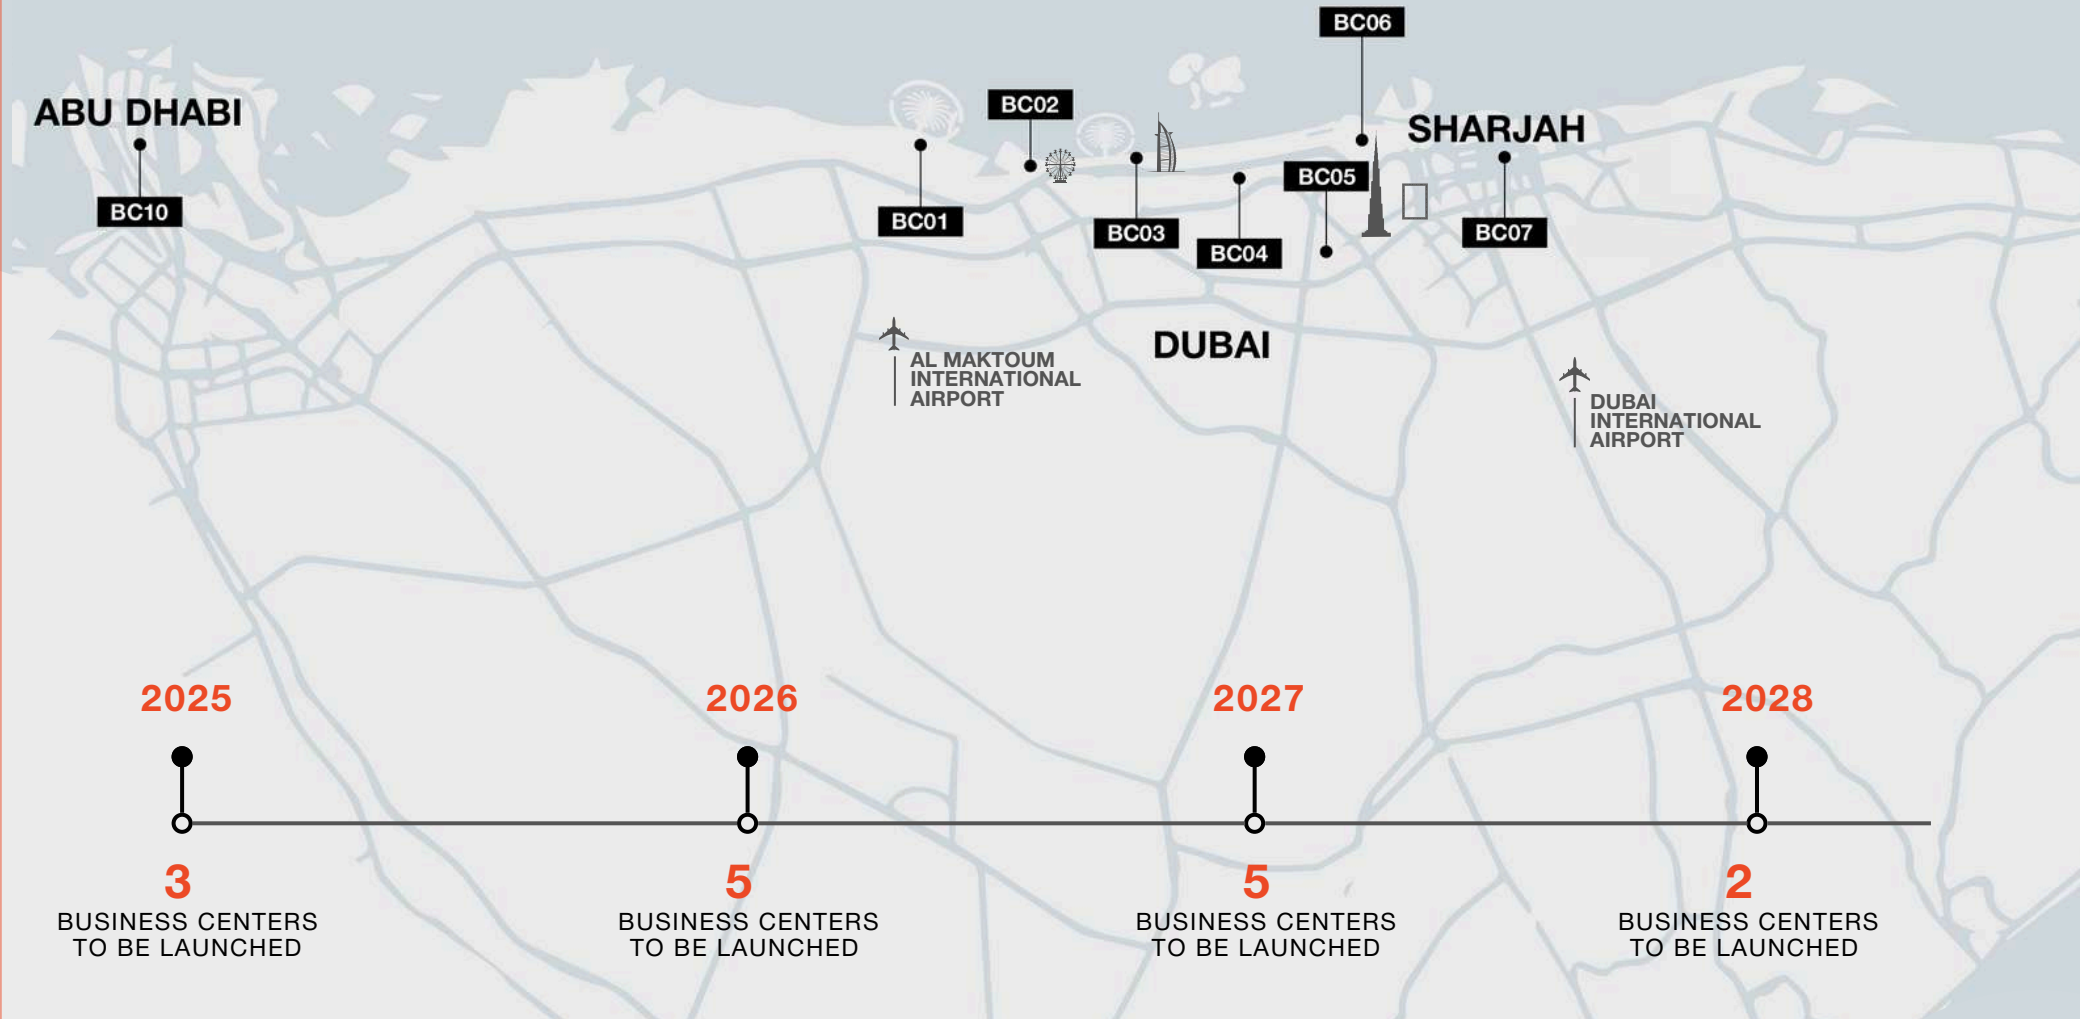 BC06
BC02
ABU DHABI
SHARJAH
BC05
BC10
BC01
BC03
BC07
BC04
DUBAI
AL MAKTOUM
INTERNATIONAL
AIRPORT
DUBAI
INTERNATIONAL
AIRPORT
2025
2026
2027
2028
3
BUSINESS CENTERS
TO BE LAUNCHED
5
BUSINESS CENTERS
TO BE LAUNCHED
5
BUSINESS CENTERS
TO BE LAUNCHED
2
BUSINESS CENTERS
TO BE LAUNCHED